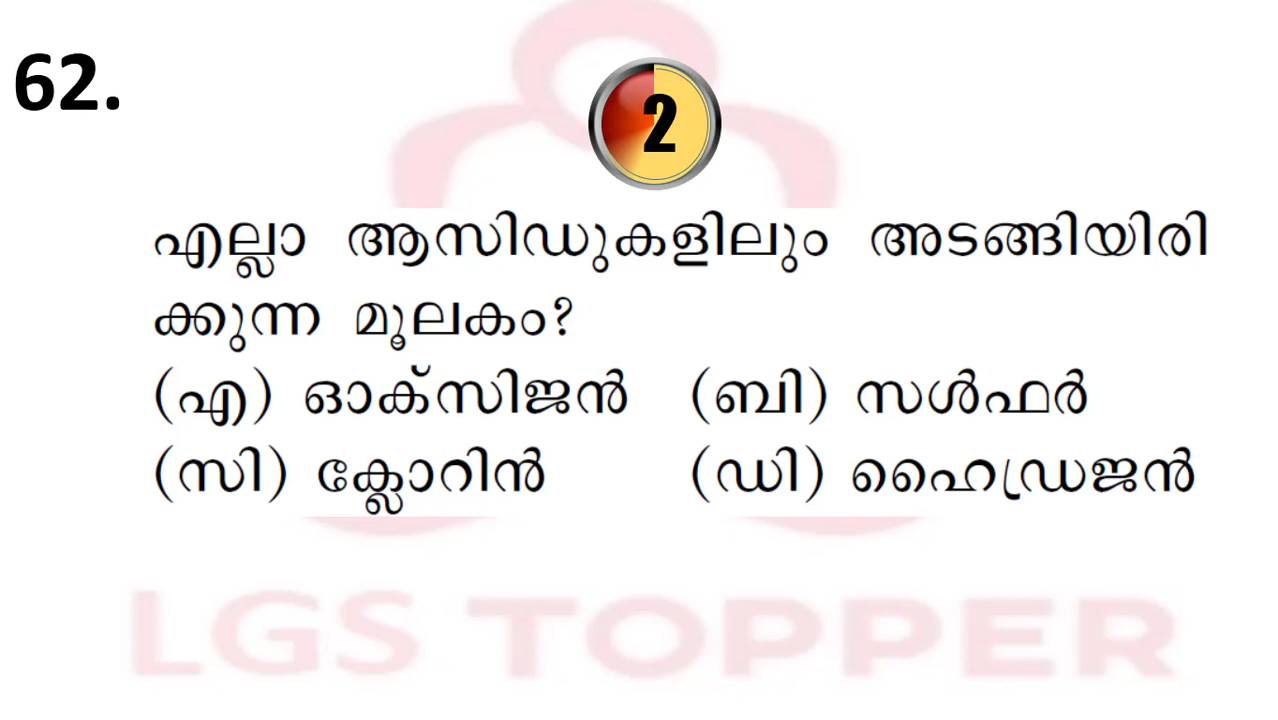 62.
2
എല്ലാ ആസിഡുകളിലും അടങ്ങിയിരി
ക്കുന്ന മൂലകം?
(എ) ഓക്സിജൻ (ബി) സൾഫർ
(സി) ക്ലോറിൻ (ഡി) ഹൈഡ്രജൻ
LGS TOPPER